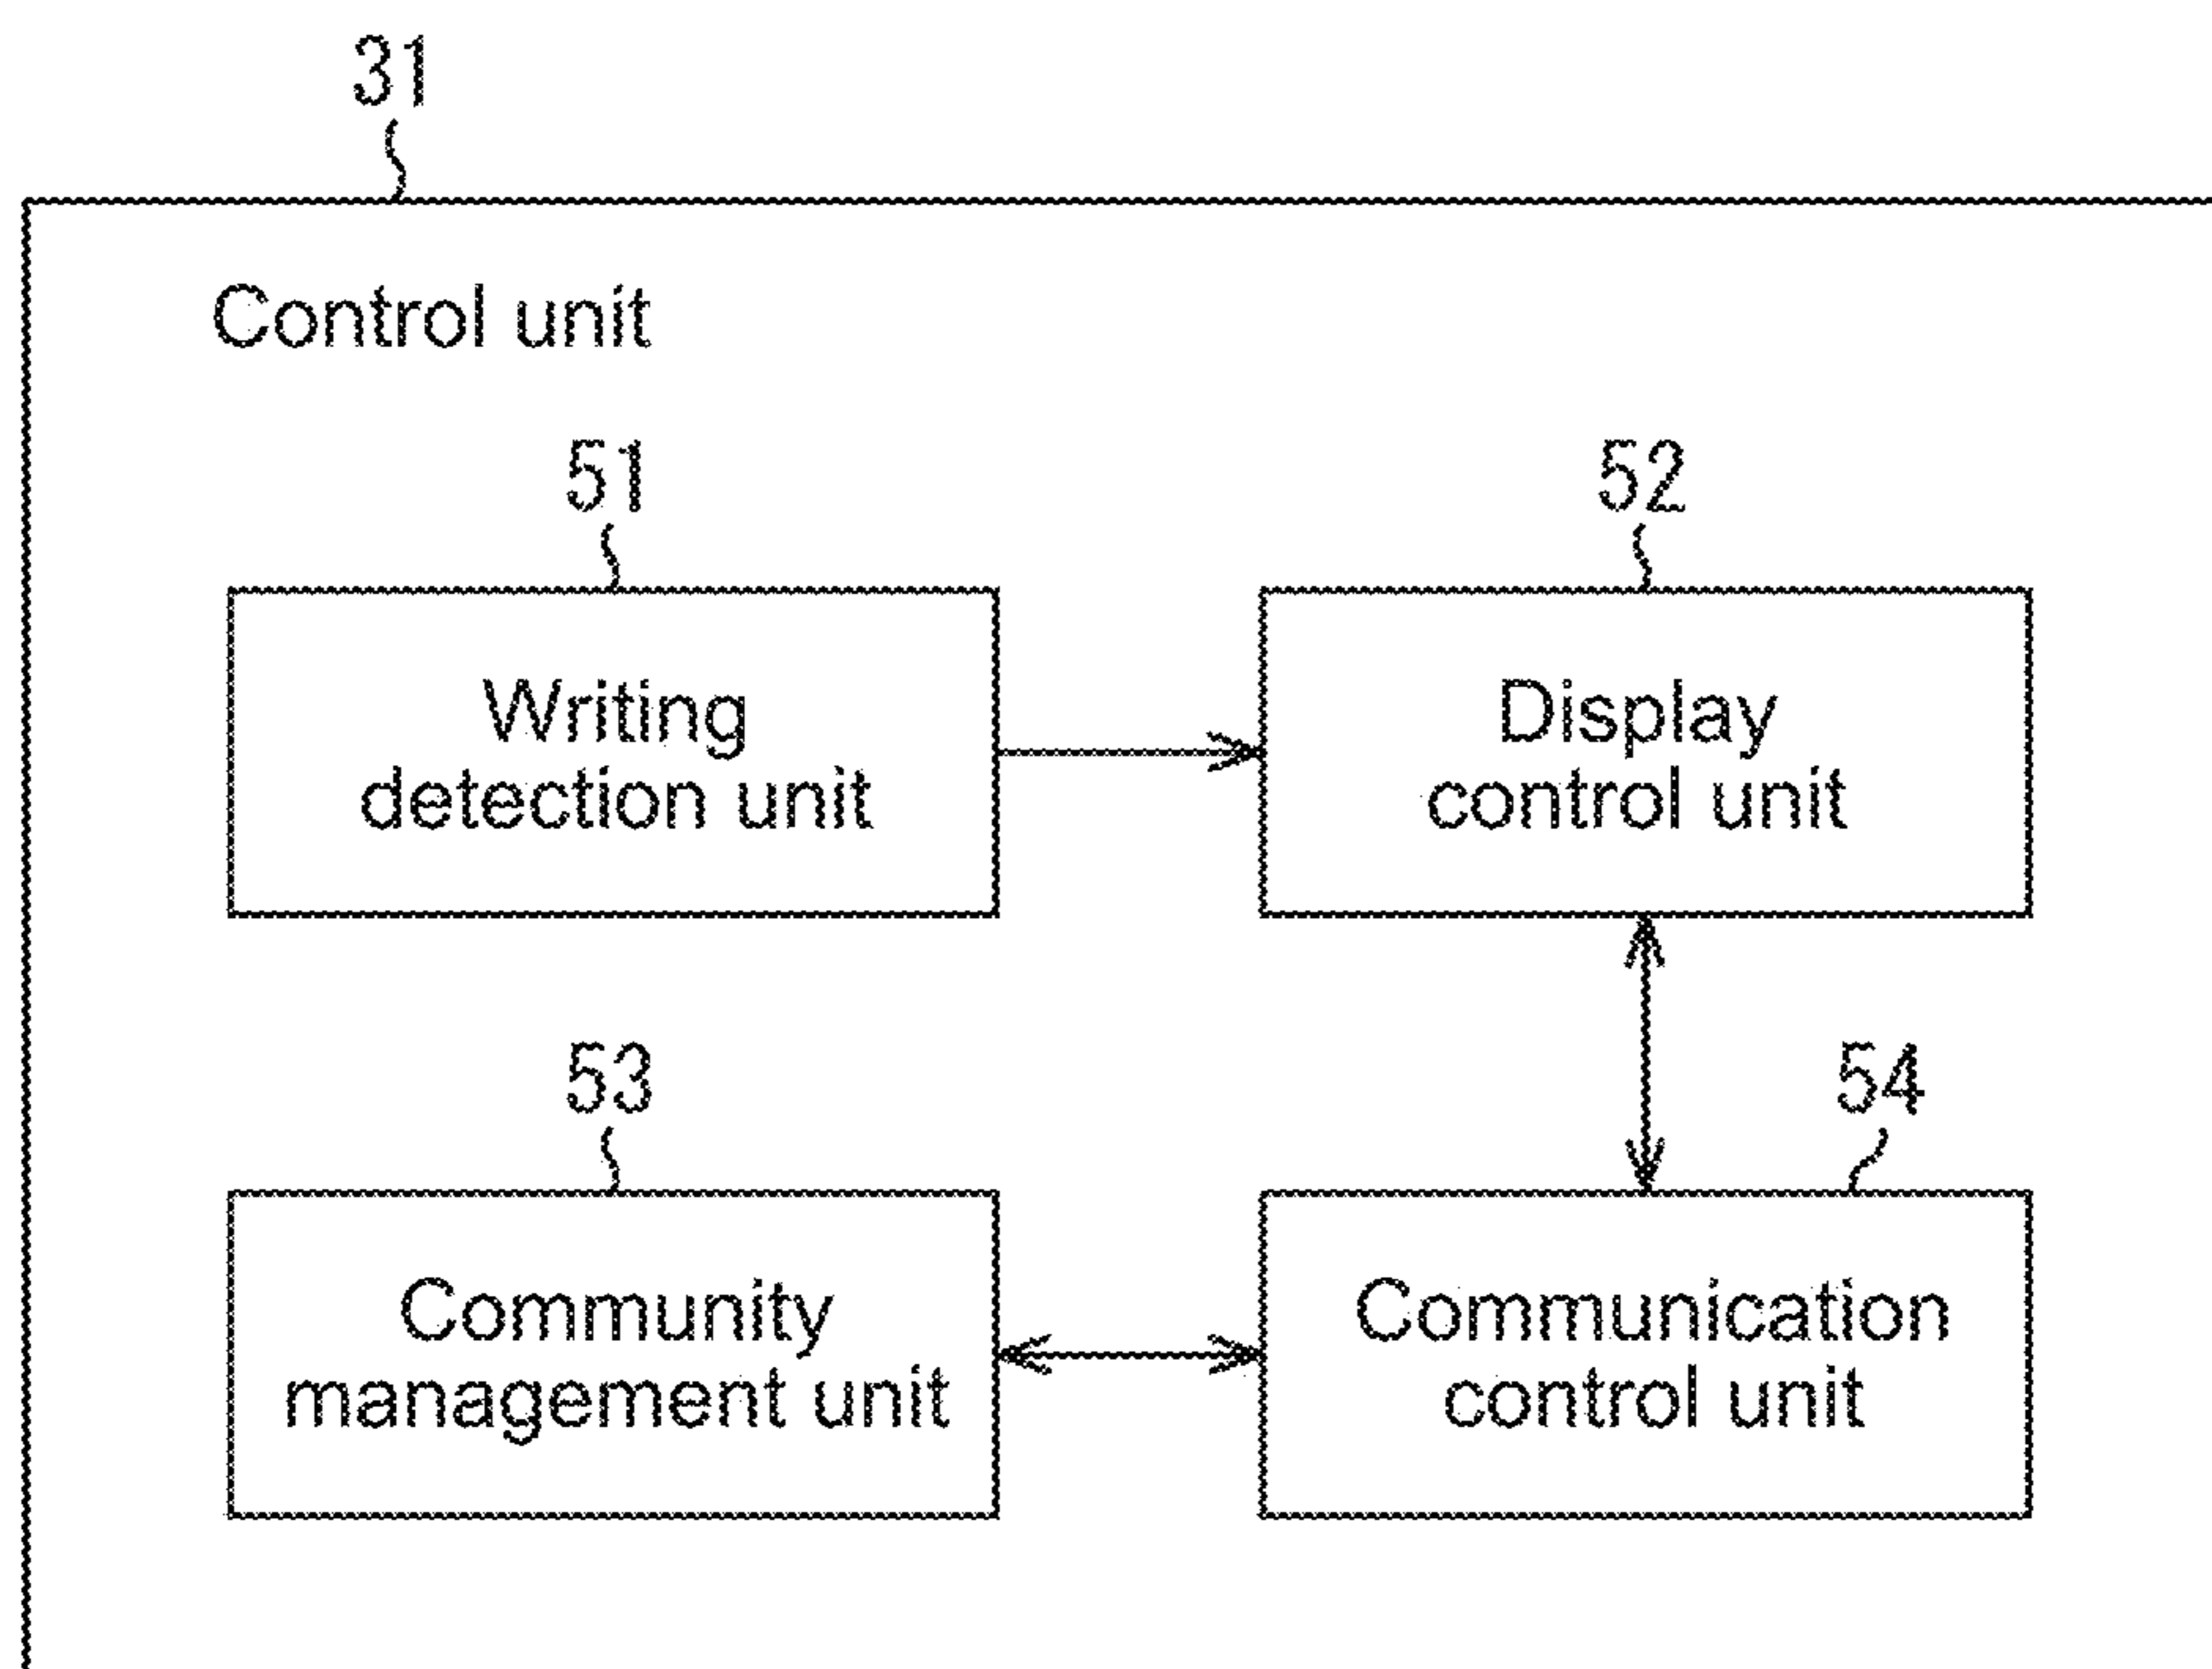 31
Control unit
51
52
Writing
detection unit
Display
control unit
53
54
Community
management unit
Communication
control unit